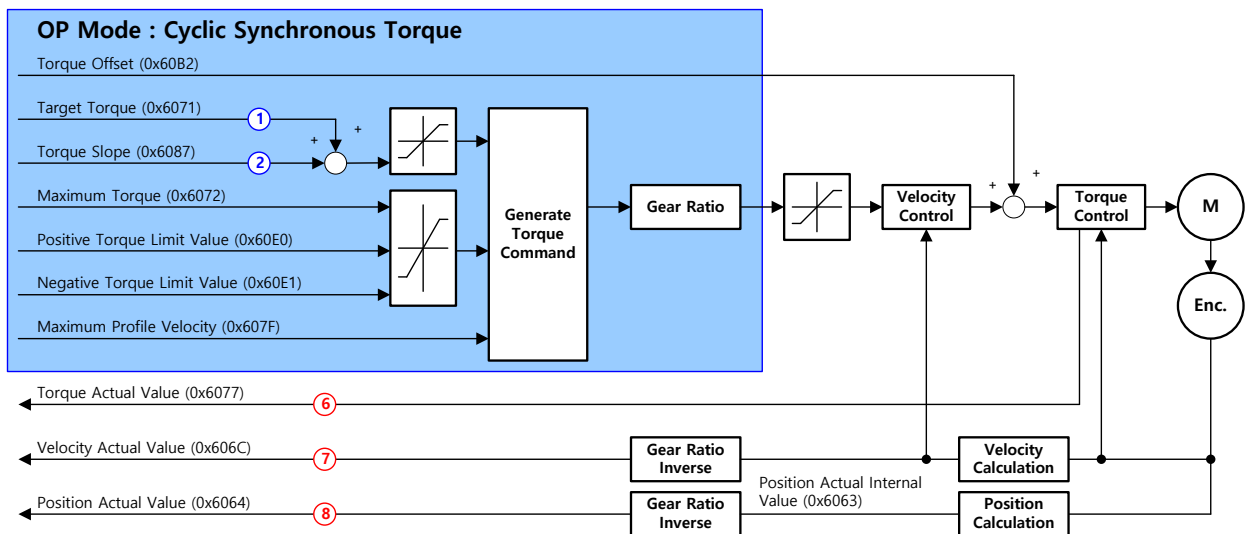 OP Mode : Cyclic Synchronous Torque
Torque Offset (0x60B2)
Target Torque (0x6071)
1
+
+
Torque Slope (0x6087)
2
Maximum Torque (0x6072)
Positive Torque Limit Value (0x60E0)
Negative Torque Limit Value (0x60E1)
Maximum Profile Velocity (0x607F)
Generate
Torque
Command
Gear Ratio
Velocity
Control
+
+
Torque
Control
M
Enc.
Torque Actual Value (0x6077)
6
Velocity Actual Value (0x606C)
7
Gear Ratio
Inverse
Velocity
Calculation
Position Actual Value (0x6064)
8
Gear Ratio
Inverse
Position Actual Internal
Value (0x6063)
Position
Calculation